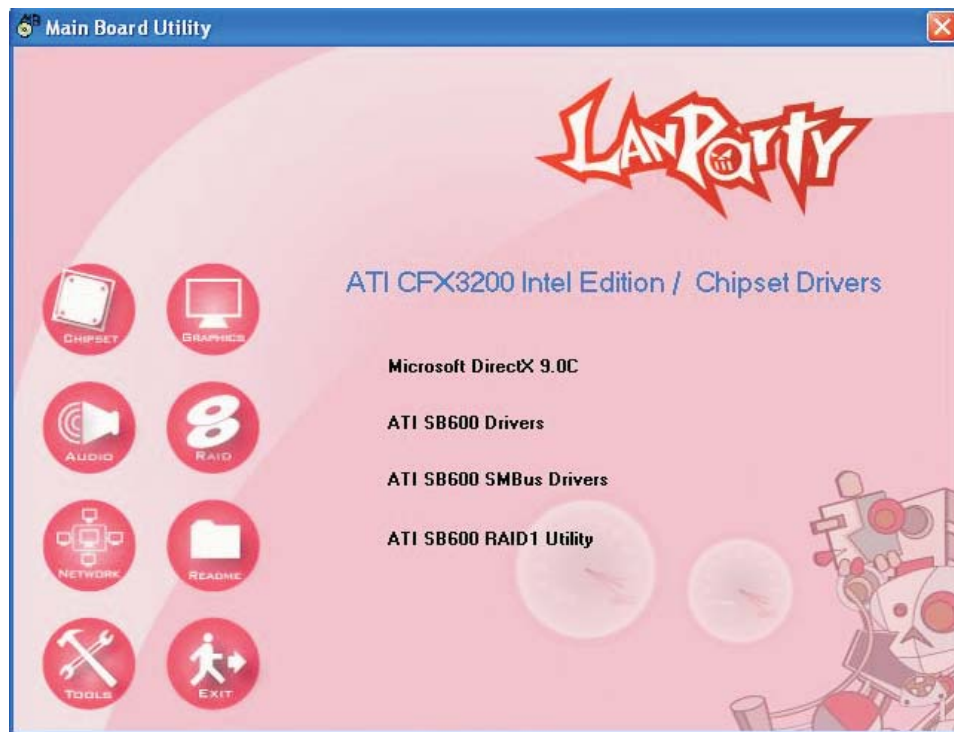 Main Board Utility
LANPARTY
ATI CFX3200 Intel Edition / Chipset Drivers
CHIPSET
GRAPHICS
Microsoft DirectX 9.0C
AUDIO
RAID
ATI SB600 Drivers
ATI SB600 SMBus Drivers
NETWORK
README
ATI SB600 RAID1 Utility
TOOLS
EXIT